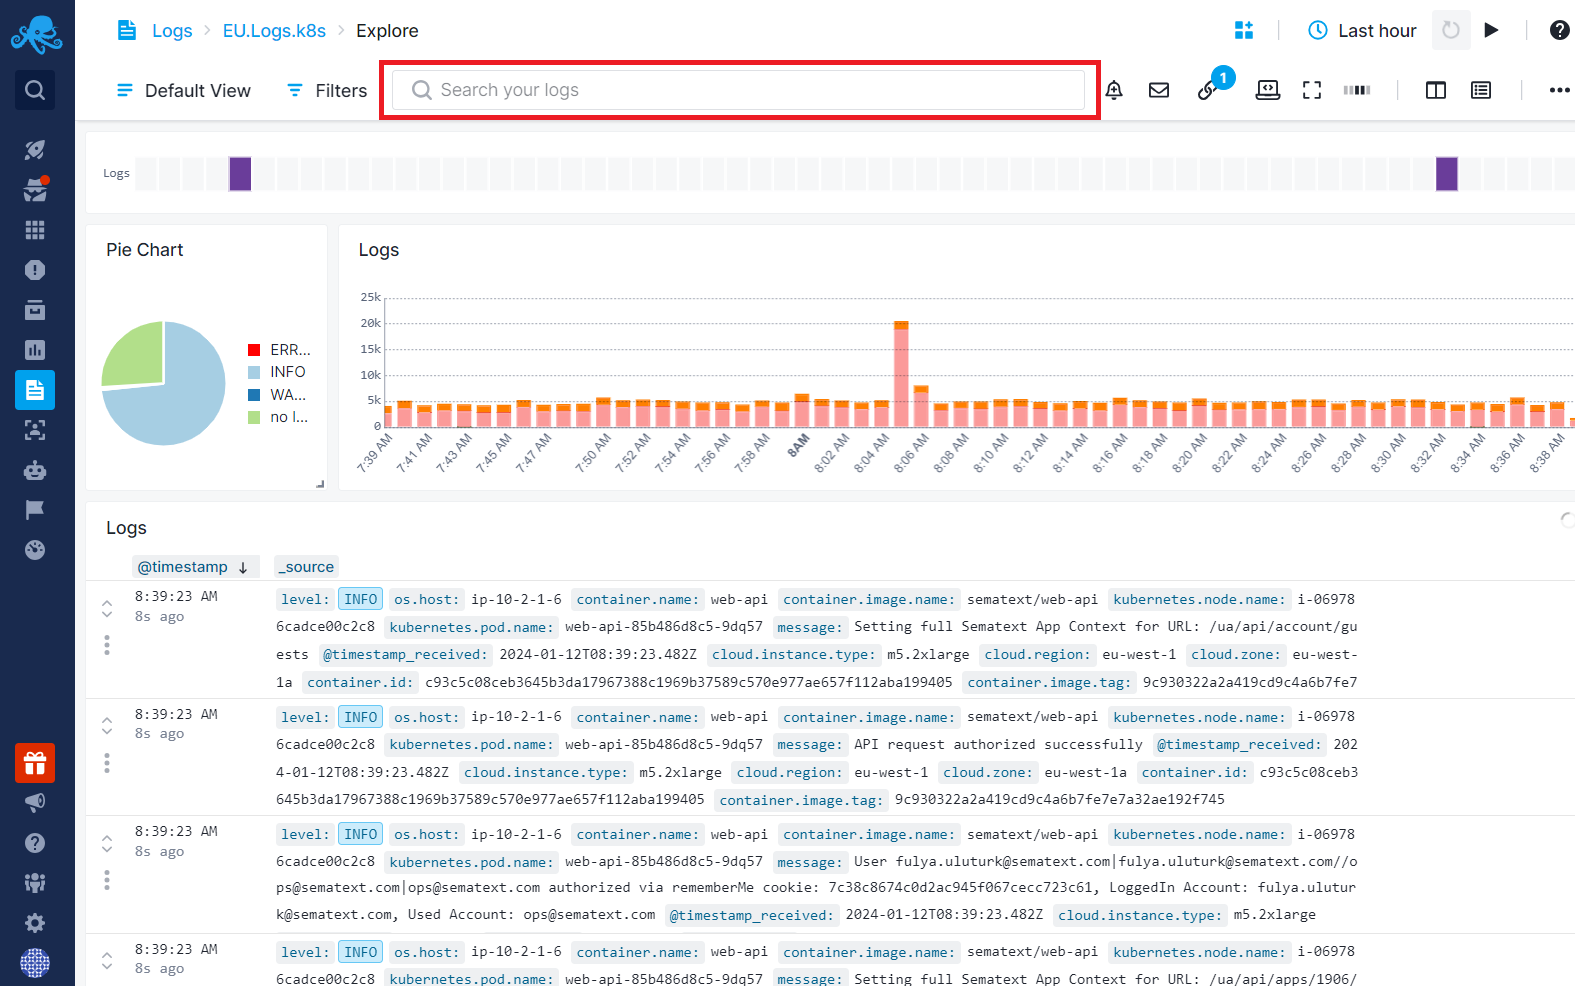 Logs > EU.Logs.k8s > Explore
Last hour
Default View
Filters
Search your logs
1
Logs
Pie Chart
ERR...
INFO
WA...
no l...
Logs
25k
20k
15k
10k
5k
0
7:39 AM 7:41 AM 7:43 AM 7:45 AM 7:47 AM 7:50 AM 7:52 AM 7:54 AM 7:56 AM 7:58 AM 8AM 8:02 AM 8:04 AM 8:06 AM 8:08 AM 8:10 AM 8:12 AM 8:14 AM 8:16 AM 8:18 AM 8:20 AM 8:22 AM 8:24 AM 8:26 AM 8:28 AM 8:30 AM 8:32 AM 8:34 AM 8:36 AM 8:38 AM
Logs
@timestamp ↓ _source
8:39:23 AM
8s ago
level: INFO os.host: ip-10-2-1-6 container.name: web-api container.image.name: sematext/web-api kubernetes.node.name: i-06978
6cadce00c2c8 kubernetes.pod.name: web-api-85b486d8c5-9dq57 message: Setting full Sematext App Context for URL: /ua/api/account/gu
ests @timestamp_received: 2024-01-12T08:39:23.482Z cloud.instance.type: m5.2xlarge cloud.region: eu-west-1 cloud.zone: eu-west-
1a container.id: c93c5c08ceb3645b3da17967388c1969b37589c570e977ae657f112aba199405 container.image.tag: 9c930322a2a419cd9c4a6b7fe7
8:39:23 AM
8s ago
level: INFO os.host: ip-10-2-1-6 container.name: web-api container.image.name: sematext/web-api kubernetes.node.name: i-06978
6cadce00c2c8 kubernetes.pod.name: web-api-85b486d8c5-9dq57 message: API request authorized successfully @timestamp_received: 202
4-01-12T08:39:23.482Z cloud.instance.type: m5.2xlarge cloud.region: eu-west-1 cloud.zone: eu-west-1a container.id: c93c5c08ceb3
645b3da17967388c1969b37589c570e977ae657f112aba199405 container.image.tag: 9c930322a2a419cd9c4a6b7fe7e7a32ae192f745
8:39:23 AM
8s ago
level: INFO os.host: ip-10-2-1-6 container.name: web-api container.image.name: sematext/web-api kubernetes.node.name: i-06978
6cadce00c2c8 kubernetes.pod.name: web-api-85b486d8c5-9dq57 message: User fulya.uluturk@sematext.com|fulya.uluturk@sematext.com//o
ps@sematext.com|ops@sematext.com authorized via rememberMe cookie: 7c38c8674c0d2ac945f067cecc723c61, LoggedIn Account: fulya.ulutur
k@sematext.com, Used Account: ops@sematext.com @timestamp_received: 2024-01-12T08:39:23.482Z cloud.instance.type: m5.2xlarge
8:39:23 AM
8s ago
level: INFO os.host: ip-10-2-1-6 container.name: web-api container.image.name: sematext/web-api kubernetes.node.name: i-06978
6cadce00c2c8 kubernetes.pod.name: web-api-85b486d8c5-9dq57 message: Setting full Sematext App Context for URL: /ua/api/apps/1906/